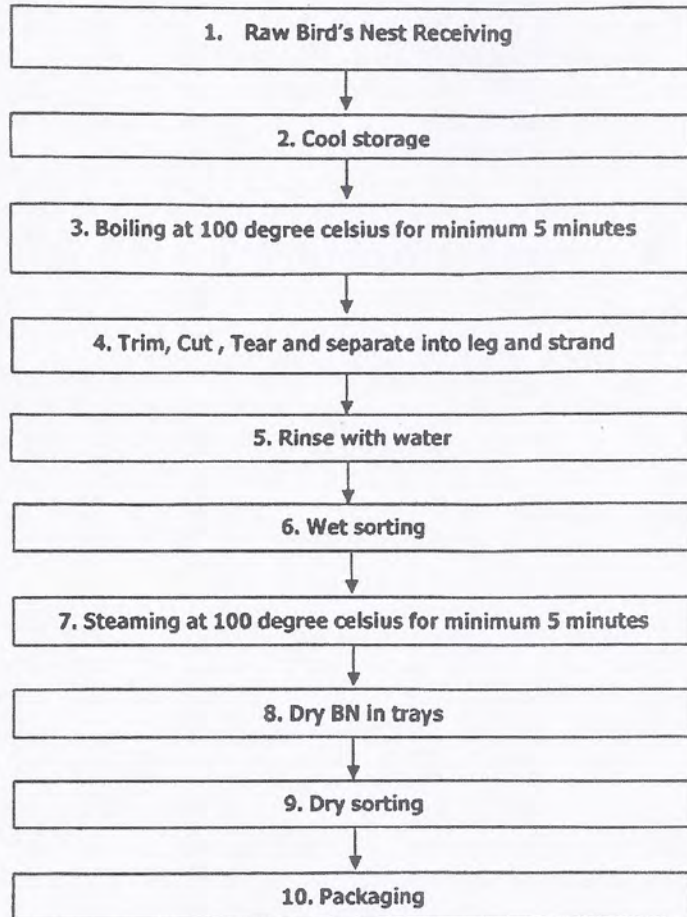 1. Raw Bird's Nest Receiving
2. Cool storage
3. Boiling at 100 degree celsius for minimum 5 minutes
4. Trim, Cut , Tear and separate into leg and strand
5. Rinse with water
6. Wet sorting
7. Steaming at 100 degree celsius for minimum 5 minutes
8. Dry BN in trays
9. Dry sorting
10. Packaging